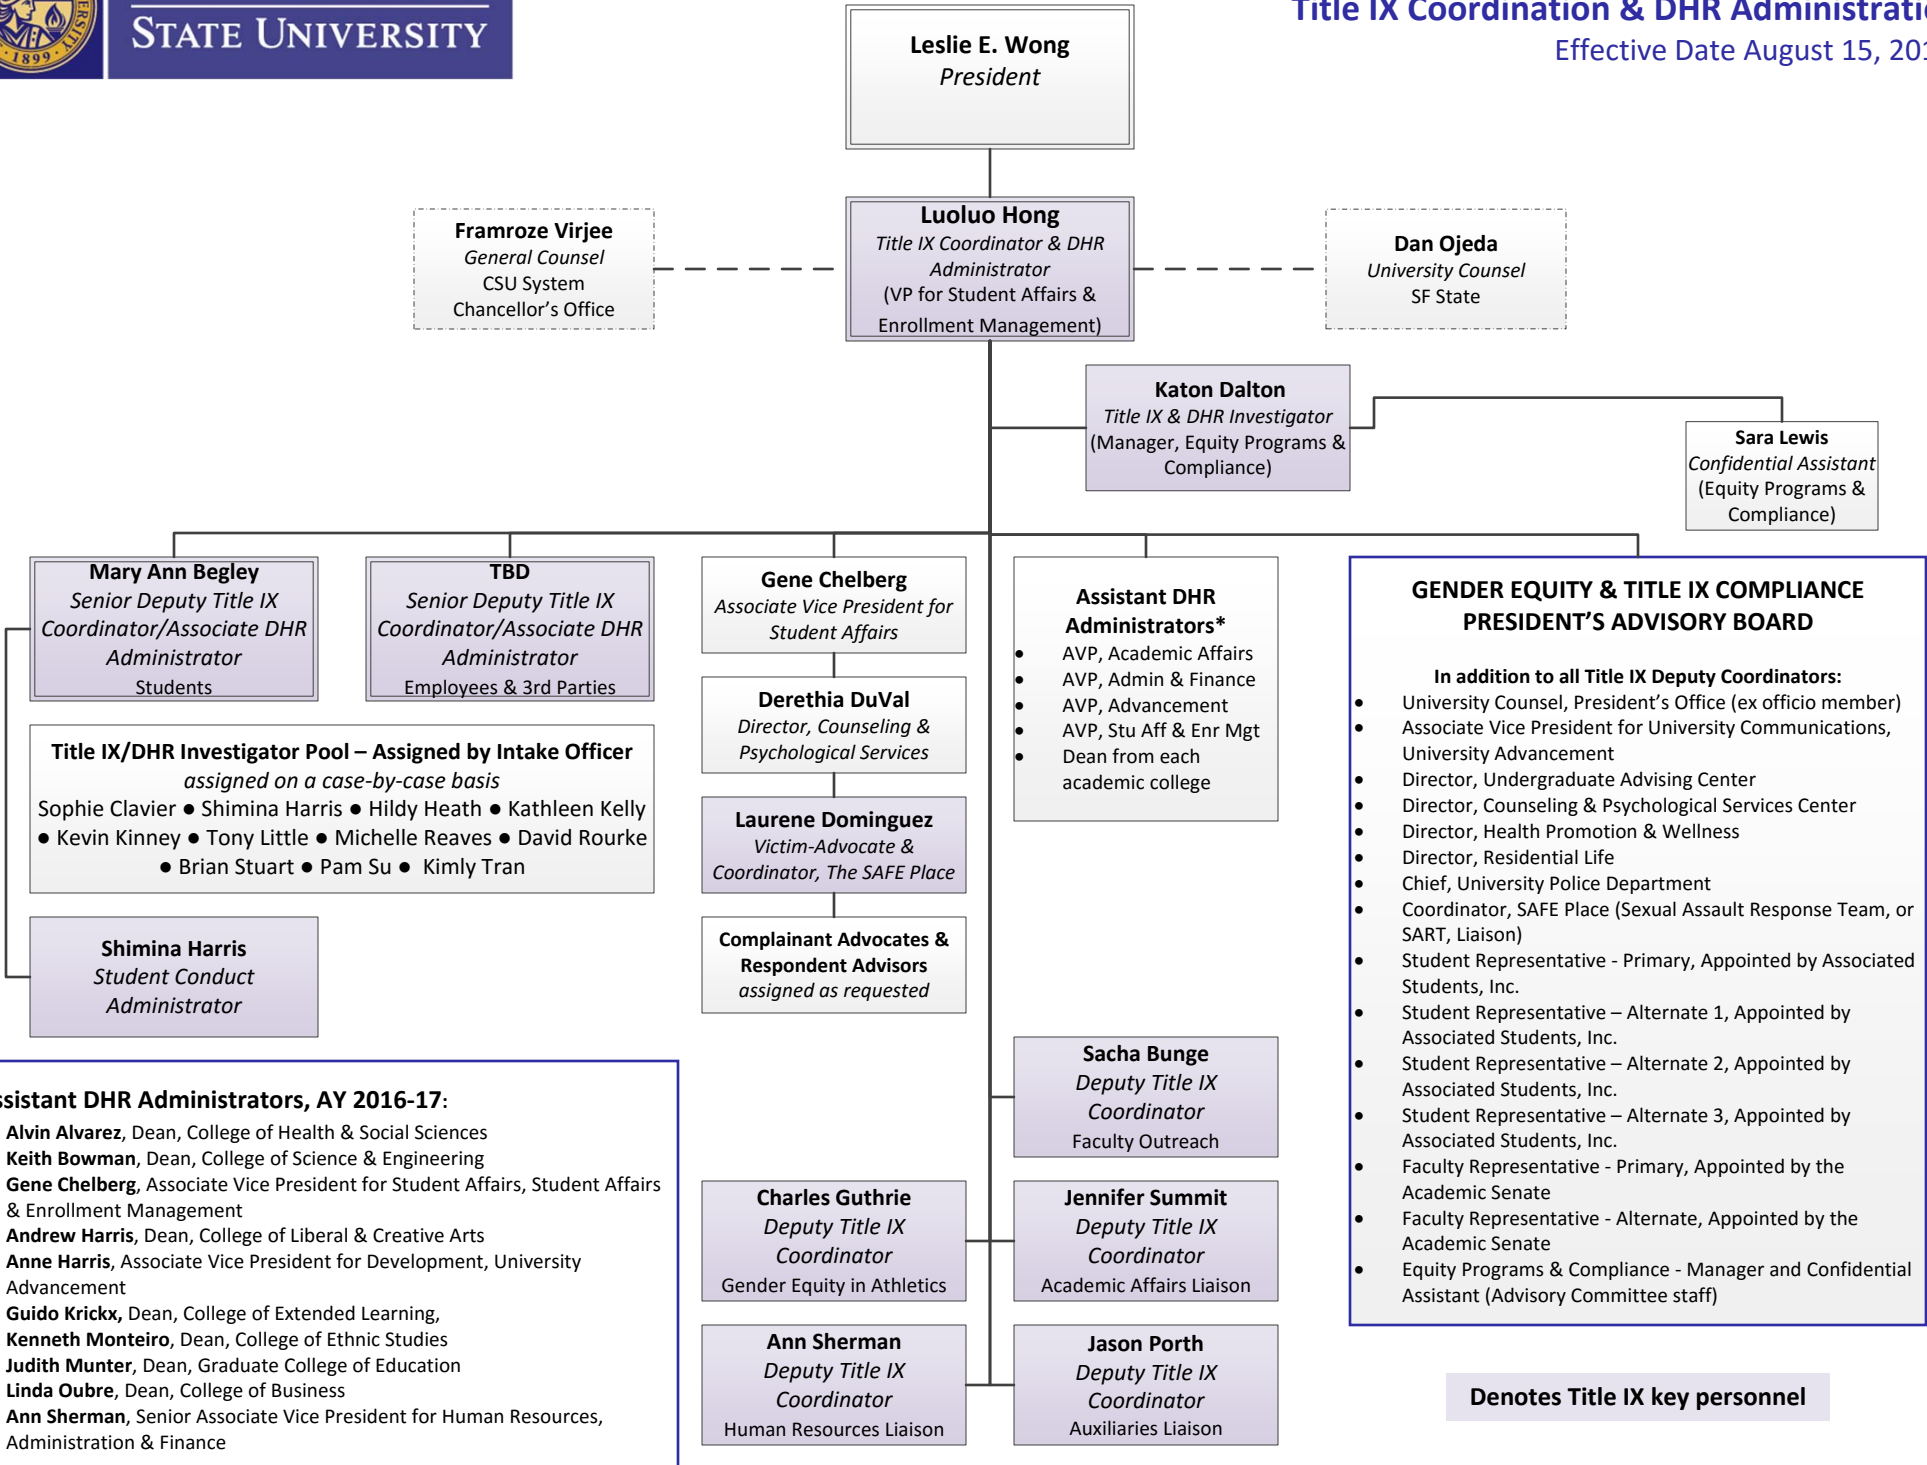 STATE UNIVERSITY
1899
Title IX Coordination & DHR
Effective Date August 15,
Leslie E. Wong
President
Framroze Virjee
General Counsel
CSU System
Chancellor's Office
Luoluo Hong
Title IX Coordinator & DHR
Administrator
(VP for Student Affairs &
Enrollment Management)
Dan Ojeda
University Counsel
SF State
Katon Dalton
Title IX & DHR Investigator
(Manager, Equity Programs &
Compliance)
Sara Lewis
Confidential Assistant
(Equity Programs &
Compliance)
Mary Ann Begley
Senior Deputy Title IX
Coordinator/Associate DHR
Administrator
Students
TBD
Senior Deputy Title IX
Coordinator/Associate DHR
Administrator
Employees & 3rd Parties
Title IX/DHR Investigator Pool – Assigned by Intake Officer
assigned on a case-by-case basis
Sophie Clavier ● Shimina Harris ● Hildy Heath ● Kathleen Kelly
● Kevin Kinney ● Tony Little ● Michelle Reaves ● David Rourke
● Brian Stuart ● Pam Su ● Kimly Tran
Shimina Harris
Student Conduct
Administrator
Gene Chelberg
Associate Vice President for
Student Affairs
Derethia DuVal
Director, Counseling &
Psychological Services
Laurene Dominguez
Victim-Advocate &
Coordinator, The SAFE Place
Complainant Advocates &
Respondent Advisors
assigned as requested
Assistant DHR
Administrators*
• AVP, Academic Affairs
• AVP, Admin & Finance
• AVP, Advancement
• AVP, Stu Aff & Enr Mgt
• Dean from each
academic college
GENDER EQUITY & TITLE IX COMPLIANCE
PRESIDENT'S ADVISORY BOARD
In addition to all Title IX Deputy Coordinators:
• University Counsel, President's Office (ex officio member)
• Associate Vice President for University Communications,
University Advancement
• Director, Undergraduate Advising Center
• Director, Counseling & Psychological Services Center
• Director, Health Promotion & Wellness
• Director, Residential Life
• Chief, University Police Department
• Coordinator, SAFE Place (Sexual Assault Response Team, or
SART, Liaison)
• Student Representative - Primary, Appointed by Associated
Students, Inc.
• Student Representative – Alternate 1, Appointed by
Associated Students, Inc.
• Student Representative – Alternate 2, Appointed by
Associated Students, Inc.
• Student Representative – Alternate 3, Appointed by
Associated Students, Inc.
• Faculty Representative - Primary, Appointed by the
Academic Senate
• Faculty Representative - Alternate, Appointed by the
Academic Senate
• Equity Programs & Compliance - Manager and Confidential
Assistant (Advisory Committee staff)
Sacha Bunge
Deputy Title IX
Coordinator
Faculty Outreach
Charles Guthrie
Deputy Title IX
Coordinator
Gender Equity in Athletics
Jennifer Summit
Deputy Title IX
Coordinator
Academic Affairs Liaison
Ann Sherman
Deputy Title IX
Coordinator
Human Resources Liaison
Jason Porth
Deputy Title IX
Coordinator
Auxiliaries Liaison
DHR Administrators, AY 2016-17:
Alvin Alvarez, Dean, College of Health & Social Sciences
Keith Bowman, Dean, College of Science & Engineering
Gene Chelberg, Associate Vice President for Student Affairs, Student Affairs
& Enrollment Management
Andrew Harris, Dean, College of Liberal & Creative Arts
Anne Harris, Associate Vice President for Development, University
Advancement
Guido Krickx, Dean, College of Extended Learning,
Kenneth Monteiro, Dean, College of Ethnic Studies
Judith Munter, Dean, Graduate College of Education
Linda Oubre, Dean, College of Business
Ann Sherman, Senior Associate Vice President for Human Resources,
Administration & Finance
Denotes Title IX key personnel